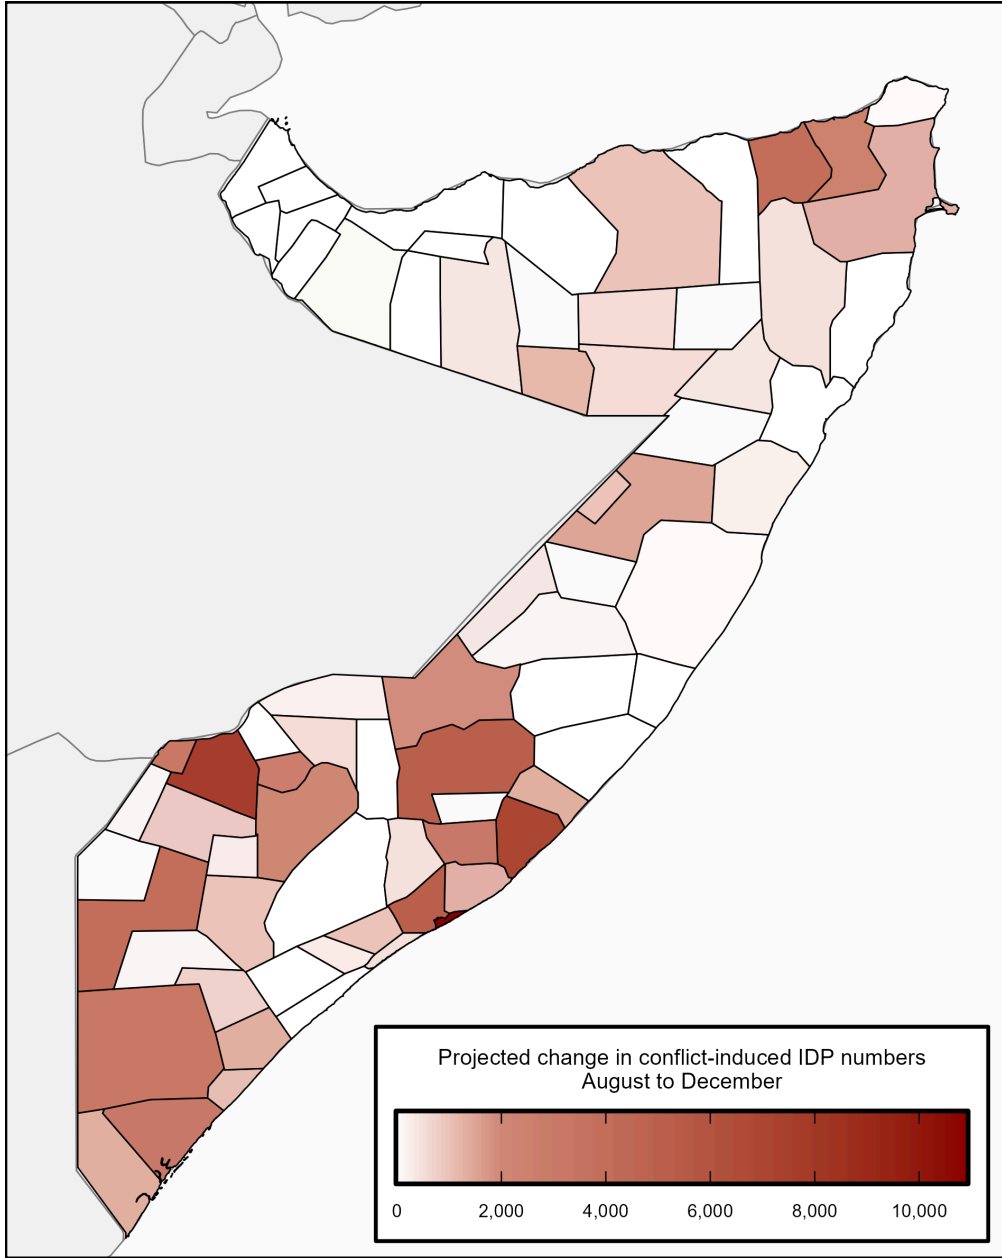 Projected change in conflict-induced IDP numbers
August to December
0 2,000 4,000 6,000 8,000 10,000